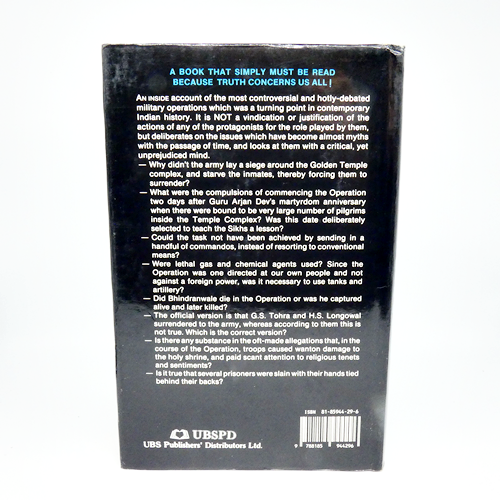 A BOOK THAT SIMPLY MUST BE READ
BECAUSE TRUTH CONCERNS US ALL!
AN INSIDE account of the most controversial and hotly-debated
military operations which was a turning point in contemporary
Indian history. It is NOT a vindication or justification of the
actions of any of the protagonists for the role played by them,
but deliberates on the issues which have become almost myths
with the passage of time, and looks at them with a critical, yet
unprejudiced mind.
— Why didn't the army lay a siege around the Golden Temple
complex, and starve the inmates, thereby forcing them to
surrender?
— What were the compulsions of commencing the Operation
two days after Guru Arjan Dev's martyrdom anniversary
when there were bound to be very large number of pilgrims
inside the Temple Complex? Was this date deliberately
selected to teach the Sikhs a lesson?
— Could the task not have been achieved by sending in a
handful of commandos, instead of resorting to conventional
means?
— Were lethal gas and chemical agents used? Since the
Operation was one directed at our own people and not
against a foreign power, was it necessary to use tanks and
artillery?
— Did Bhindranwale die in the Operation or was he captured
alive and later killed?
— The official version is that G.S. Tohra and H.S. Longowal
surrendered to the army, whereas according to them this is
not true. Which is the correct version?
— Is there any substance in the oft-made allegations that, in the
course of the Operation, troops caused wanton damage to
the holy shrine, and paid scant attention to religious tenets
and sentiments?
— Is it true that several prisoners were slain with their hands tied
behind their backs?
ISBN 81-85944-29-6
UBSPD
UBS Publishers' Distributors Ltd.
9 788185 944296